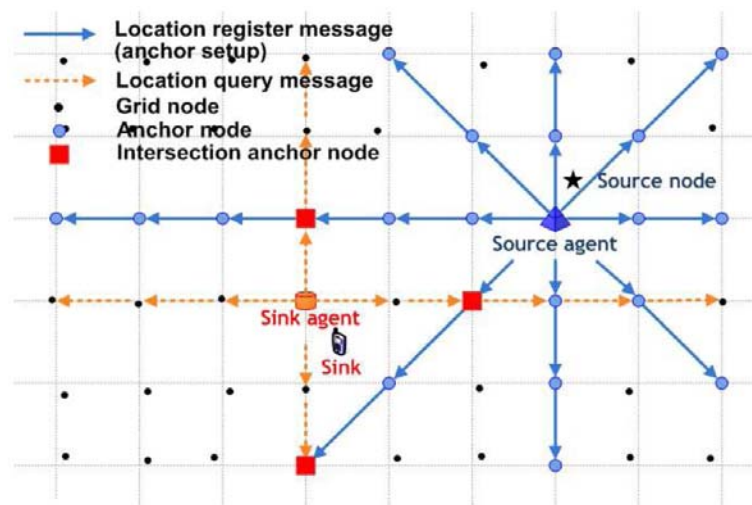 Location register message
(anchor setup)
Location query message
Grid node
Anchor node
Intersection anchor node
Source node
Source agent
Sink agent
Sink